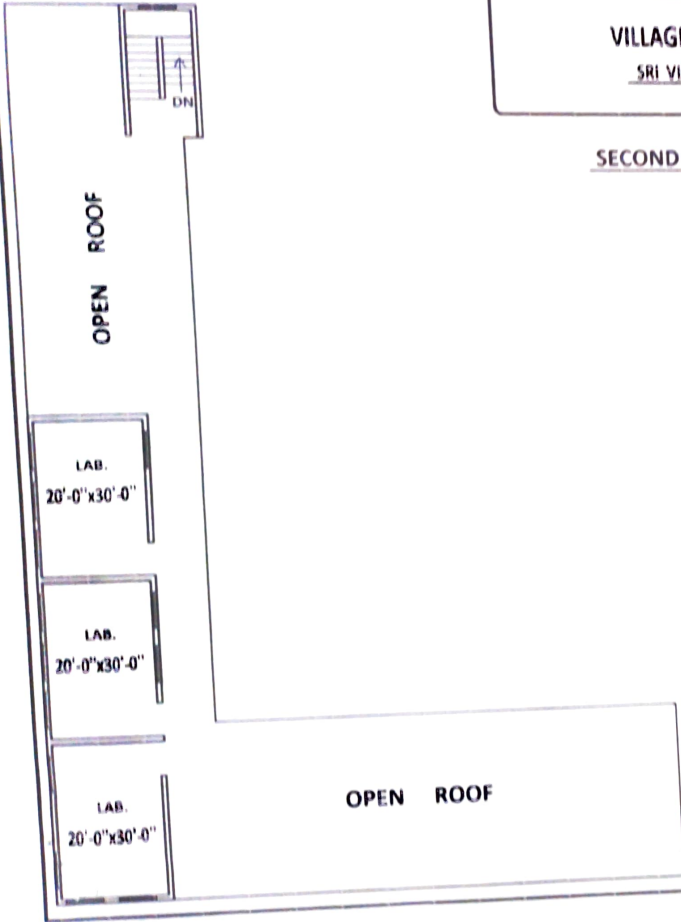 VILLAG
SRI VI
SECOND
DN
OPEN ROOF
LAB.
20'-0"x30'-0"
LAB.
20'-0"x30'-0"
LAB.
20'-0"x30'-0"
OPEN ROOF